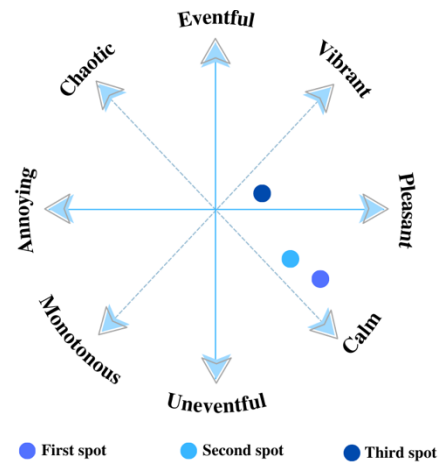 Eventful
Chaotic
Vibrant
Annoying
Pleasant
Monotonous
Calm
Uneventful
First spot
Second spot
Third spot